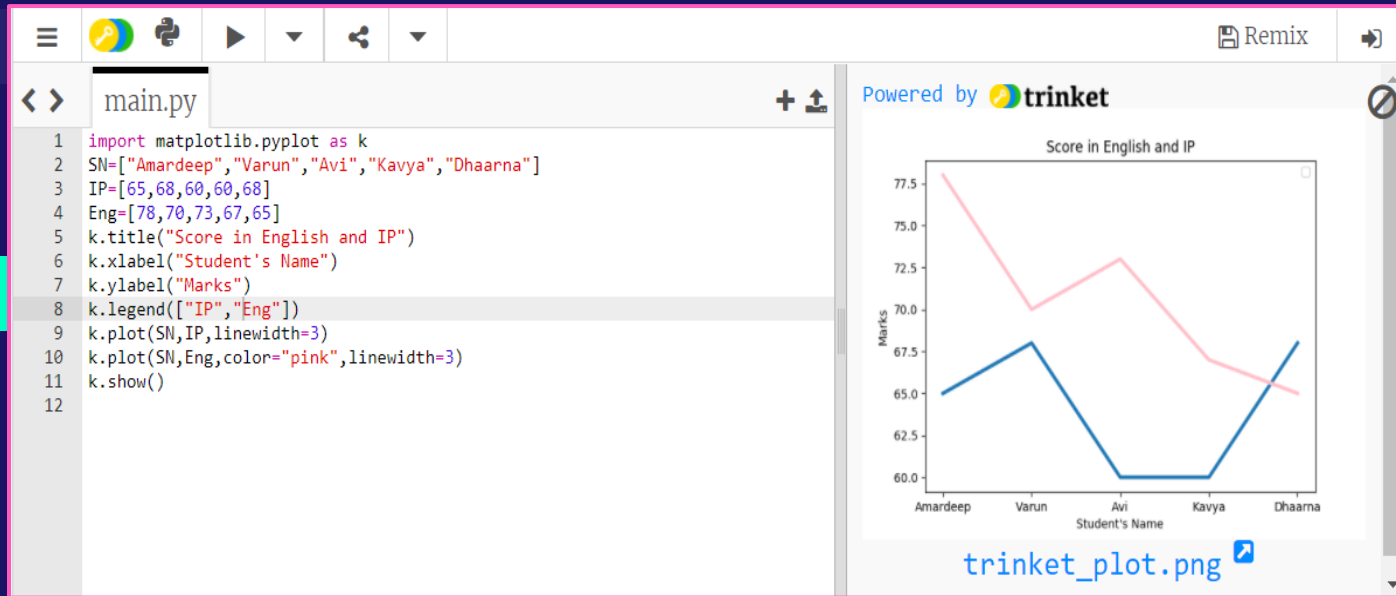 Remix
main.py
1 import matplotlib.pyplot as k
2 SN=["Amardeep","Varun","Avi","Kavya","Dhaarna"]
3 IP=[65,68,60,60,68]
4 Eng=[78,70,73,67,65]
5 k.title("Score in English and IP")
6 k.xlabel("Student's Name")
7 k.ylabel("Marks")
8 k.legend(["IP","Eng"])
9 k.plot(SN,IP,linewidth=3)
10 k.plot(SN,Eng,color="pink",linewidth=3)
11 k.show()
12
Powered by trinket
Score in English and IP
77.5
75.0
72.5
70.0
67.5
65.0
62.5
60.0
Marks
Amardeep Varun Avi Kavya Dhaarna
Student's Name
trinket_plot.png